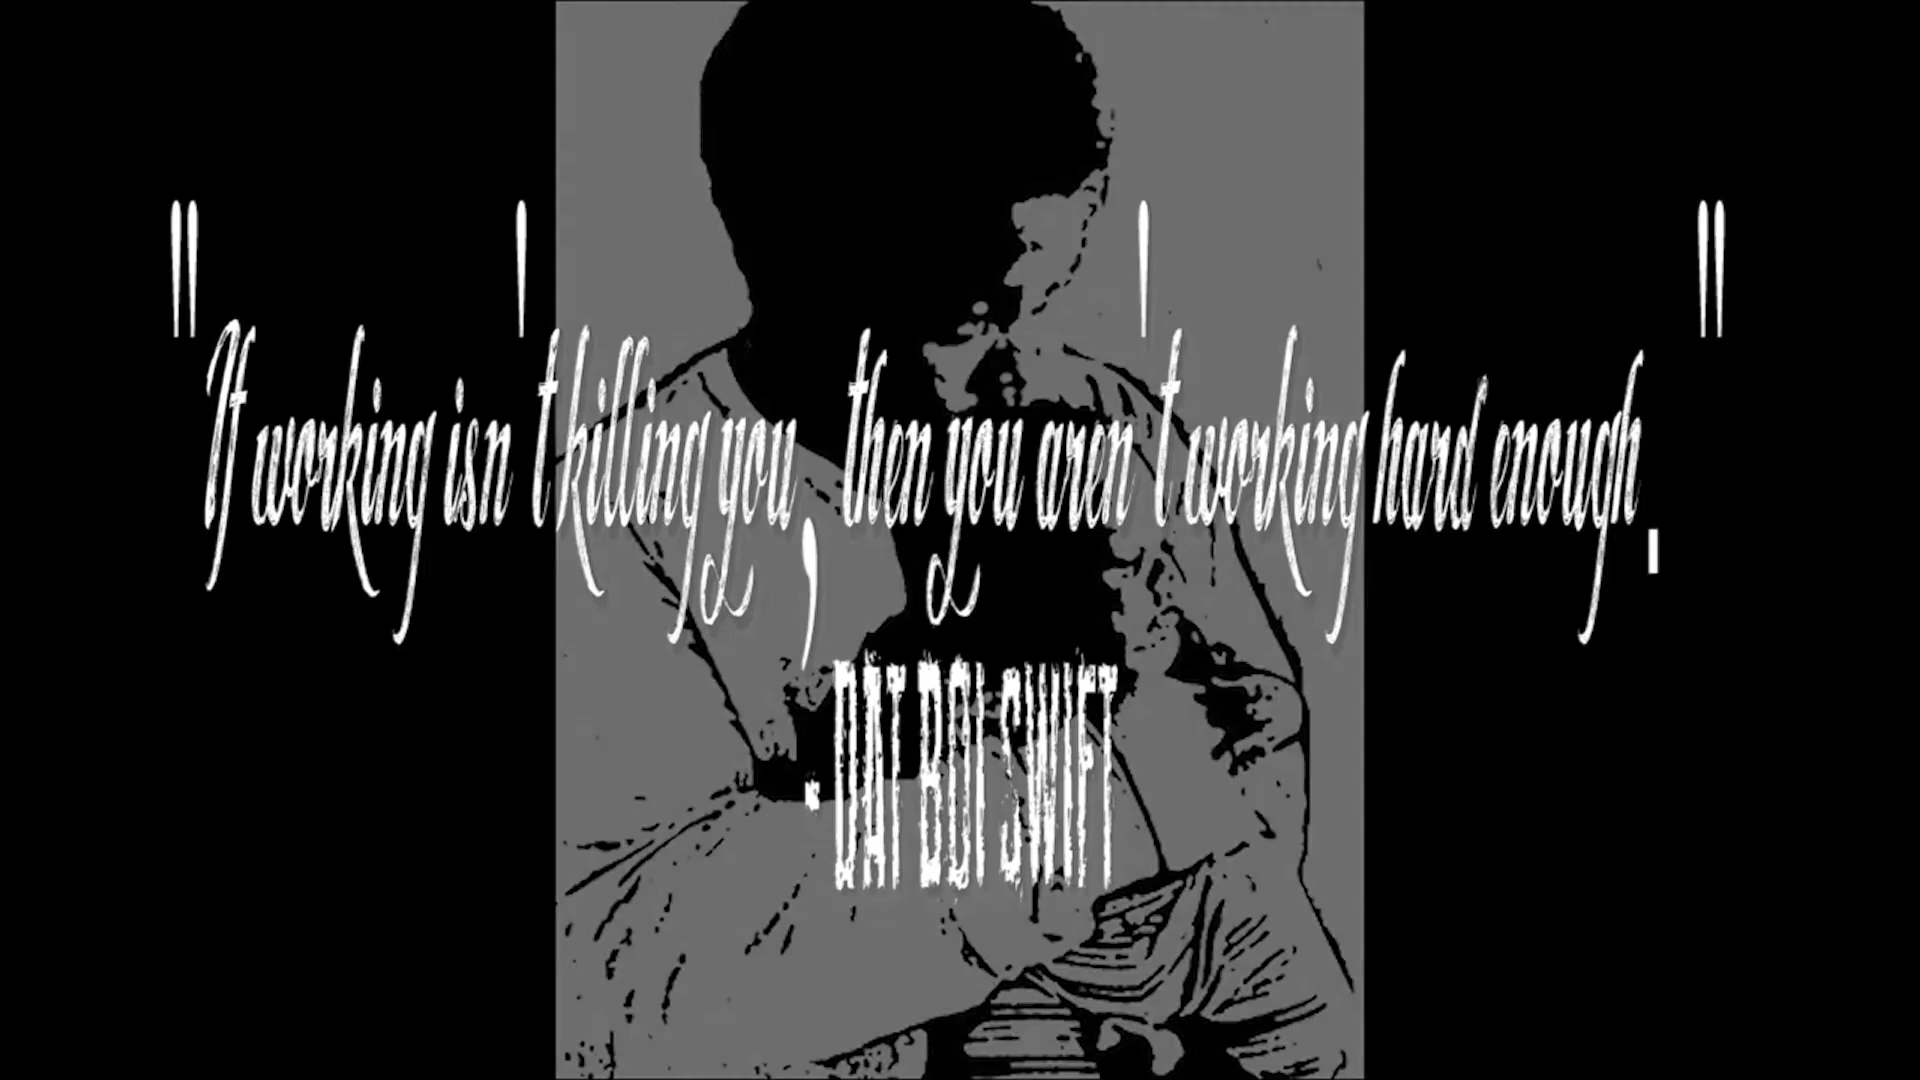 "If working isn't killing you, then you aren't working hard enough."
- DAT BOI SWIFT